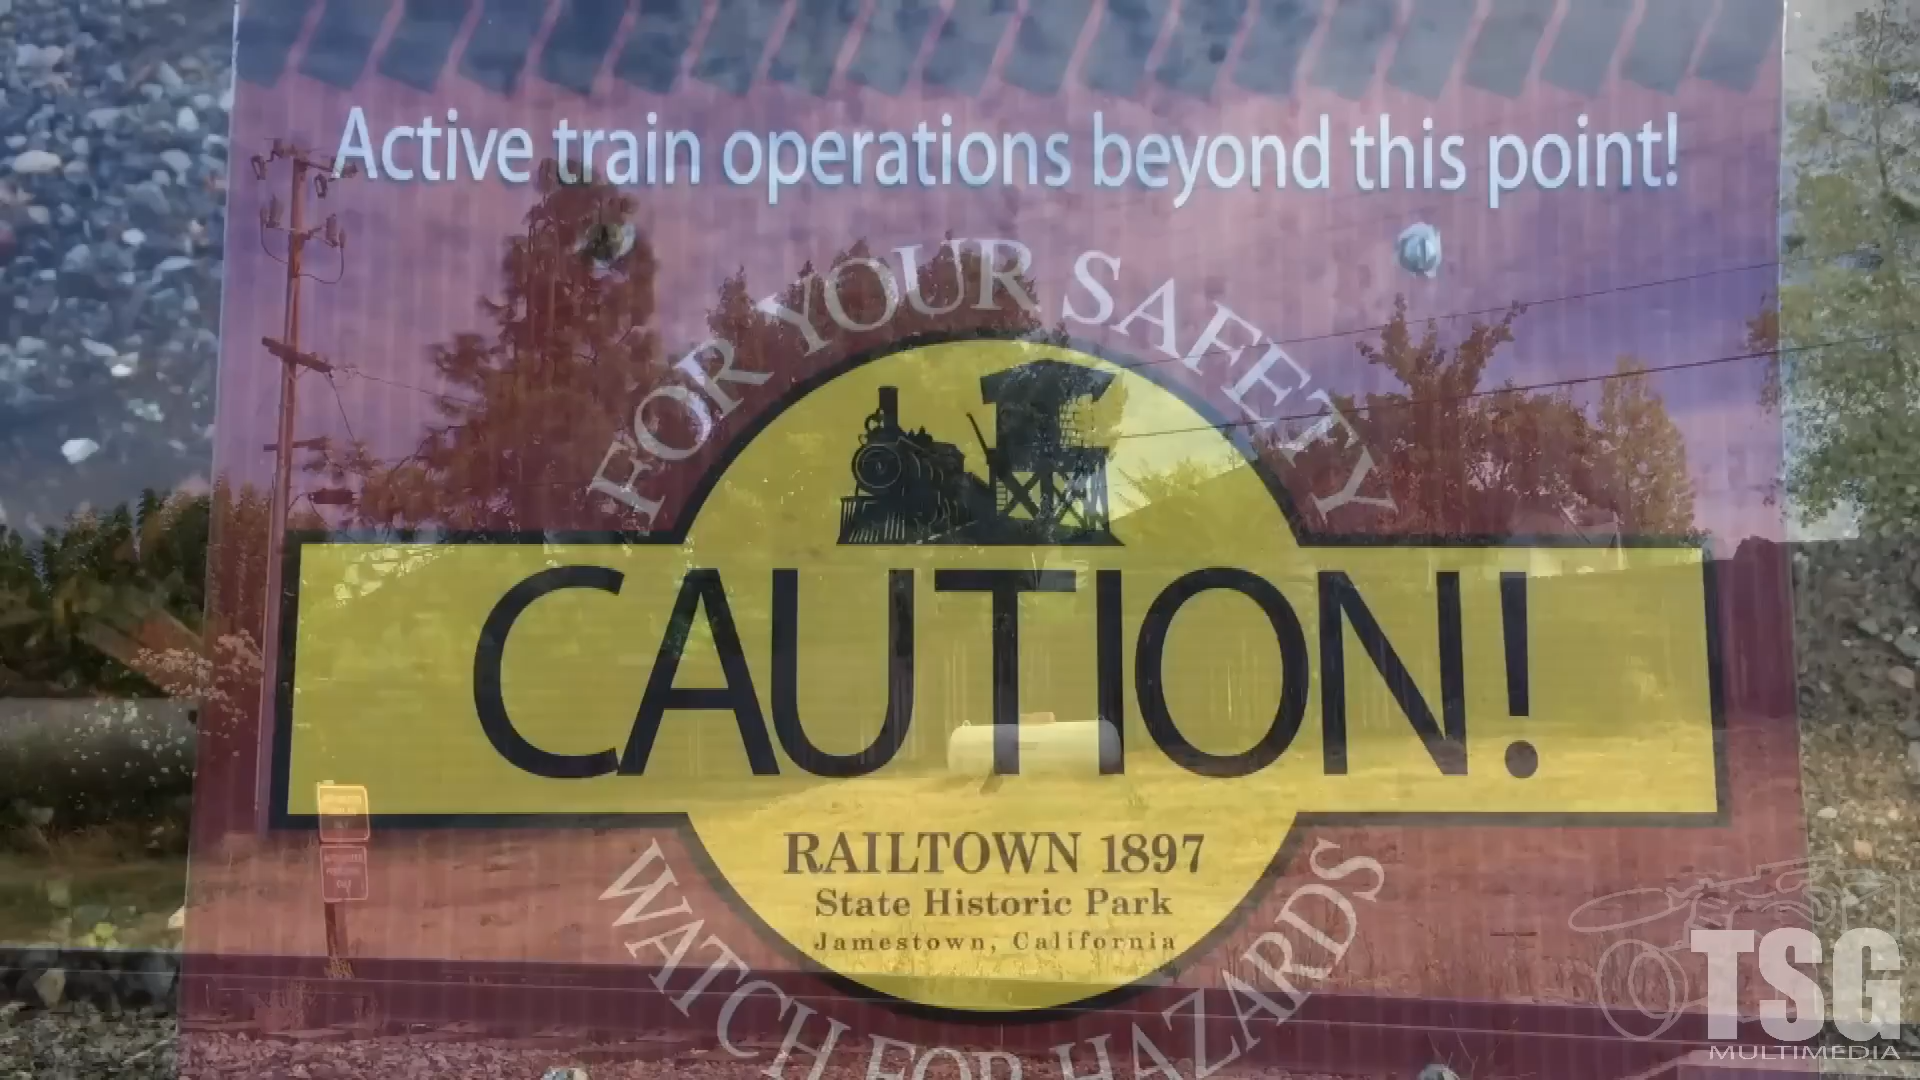 Active train operations beyond this point!
FOR YOUR SAFETY
CAUTION!
RAILTOWN 1897
State Historic Park
Jamestown, California
WATCH FOR HAZARDS
TSG
MULTIMEDIA